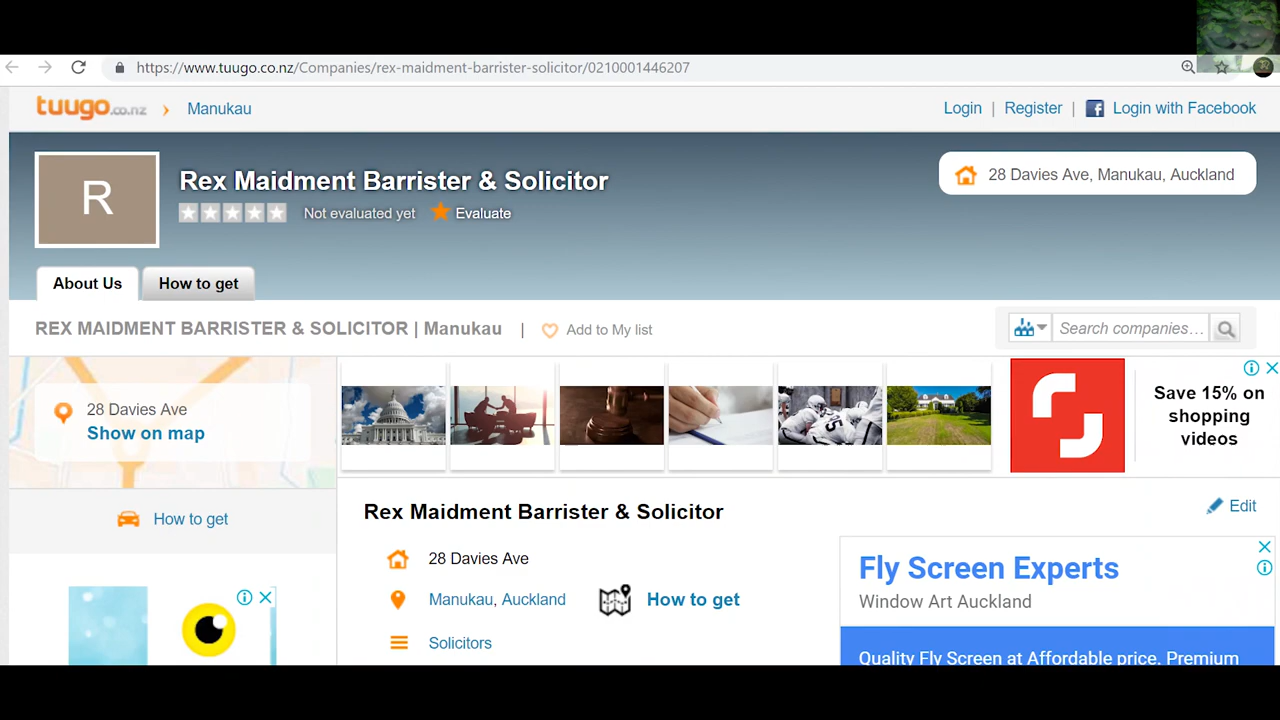 https://www.tuugo.co.nz/Companies/rex-maidment-barrister-solicitor/0210001446207
tuugo.co.nz › Manukau
Login | Register | Login with Facebook
R
Rex Maidment Barrister & Solicitor
28 Davies Ave, Manukau, Auckland
Not evaluated yet Evaluate
About Us How to get
REX MAIDMENT BARRISTER & SOLICITOR | Manukau | Add to My list
Search companies…
28 Davies Ave
Show on map
How to get
Save 15% on
shopping
videos
Rex Maidment Barrister & Solicitor
Edit
28 Davies Ave
Manukau, Auckland
How to get
Solicitors
Fly Screen Experts
Window Art Auckland
Quality Fly Screen at Affordable price. Premium